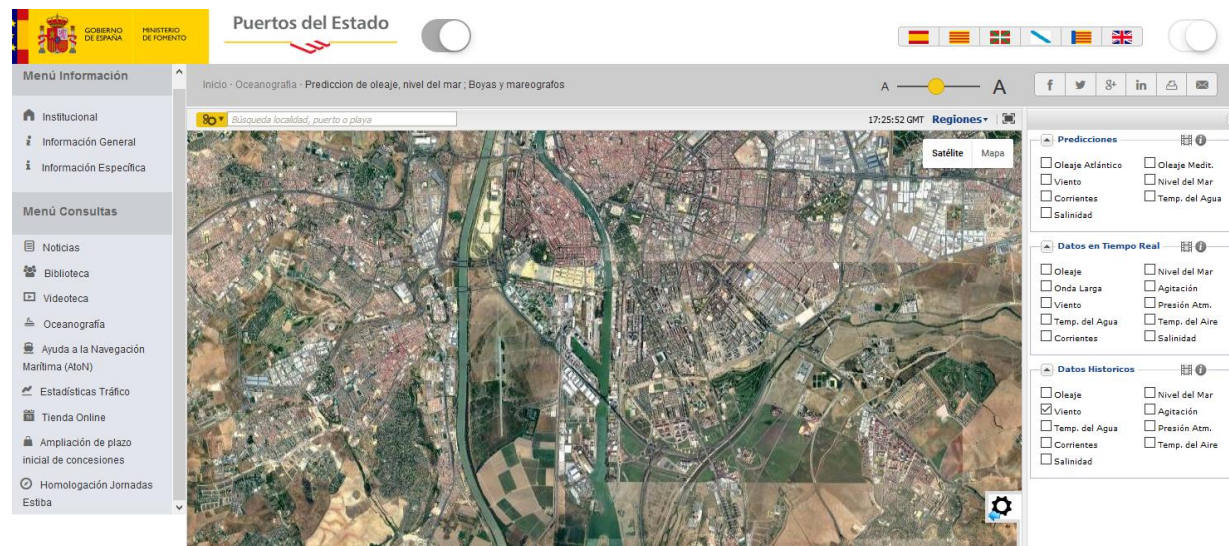 GOBIERNO
DE ESPAÑA
MINISTERIO
DE FOMENTO
Puertos del Estado
Menú Información
Institucional
Información General
Información Específica
Menú Consultas
Noticias
Biblioteca
Videoteca
Oceanografía
Ayuda a la Navegación
Marítima (AtoN)
Estadísticas Tráfico
Tienda Online
Ampliación de plazo
inicial de concesiones
Homologación Jornadas
Estiba
Inicio - Oceanografia - Prediccion de oleaje, nivel del mar ; Boyas y mareografos
A A
f 8+ in
Búsqueda localidad, puerto o playa
17:25:52 GMT Regiones
Satélite Mapa
Predicciones
Oleaje Atlántico Oleaje Medit.
Viento Nivel del Mar
Corrientes Temp. del Agua
Salinidad
Datos en Tiempo Real
Oleaje Nivel del Mar
Onda Larga Agitación
Viento Presión Atm.
Temp. del Agua Temp. del Aire
Corrientes Salinidad
Datos Historicos
Oleaje Nivel del Mar
Viento Agitación
Temp. del Agua Presión Atm.
Corrientes Temp. del Aire
Salinidad